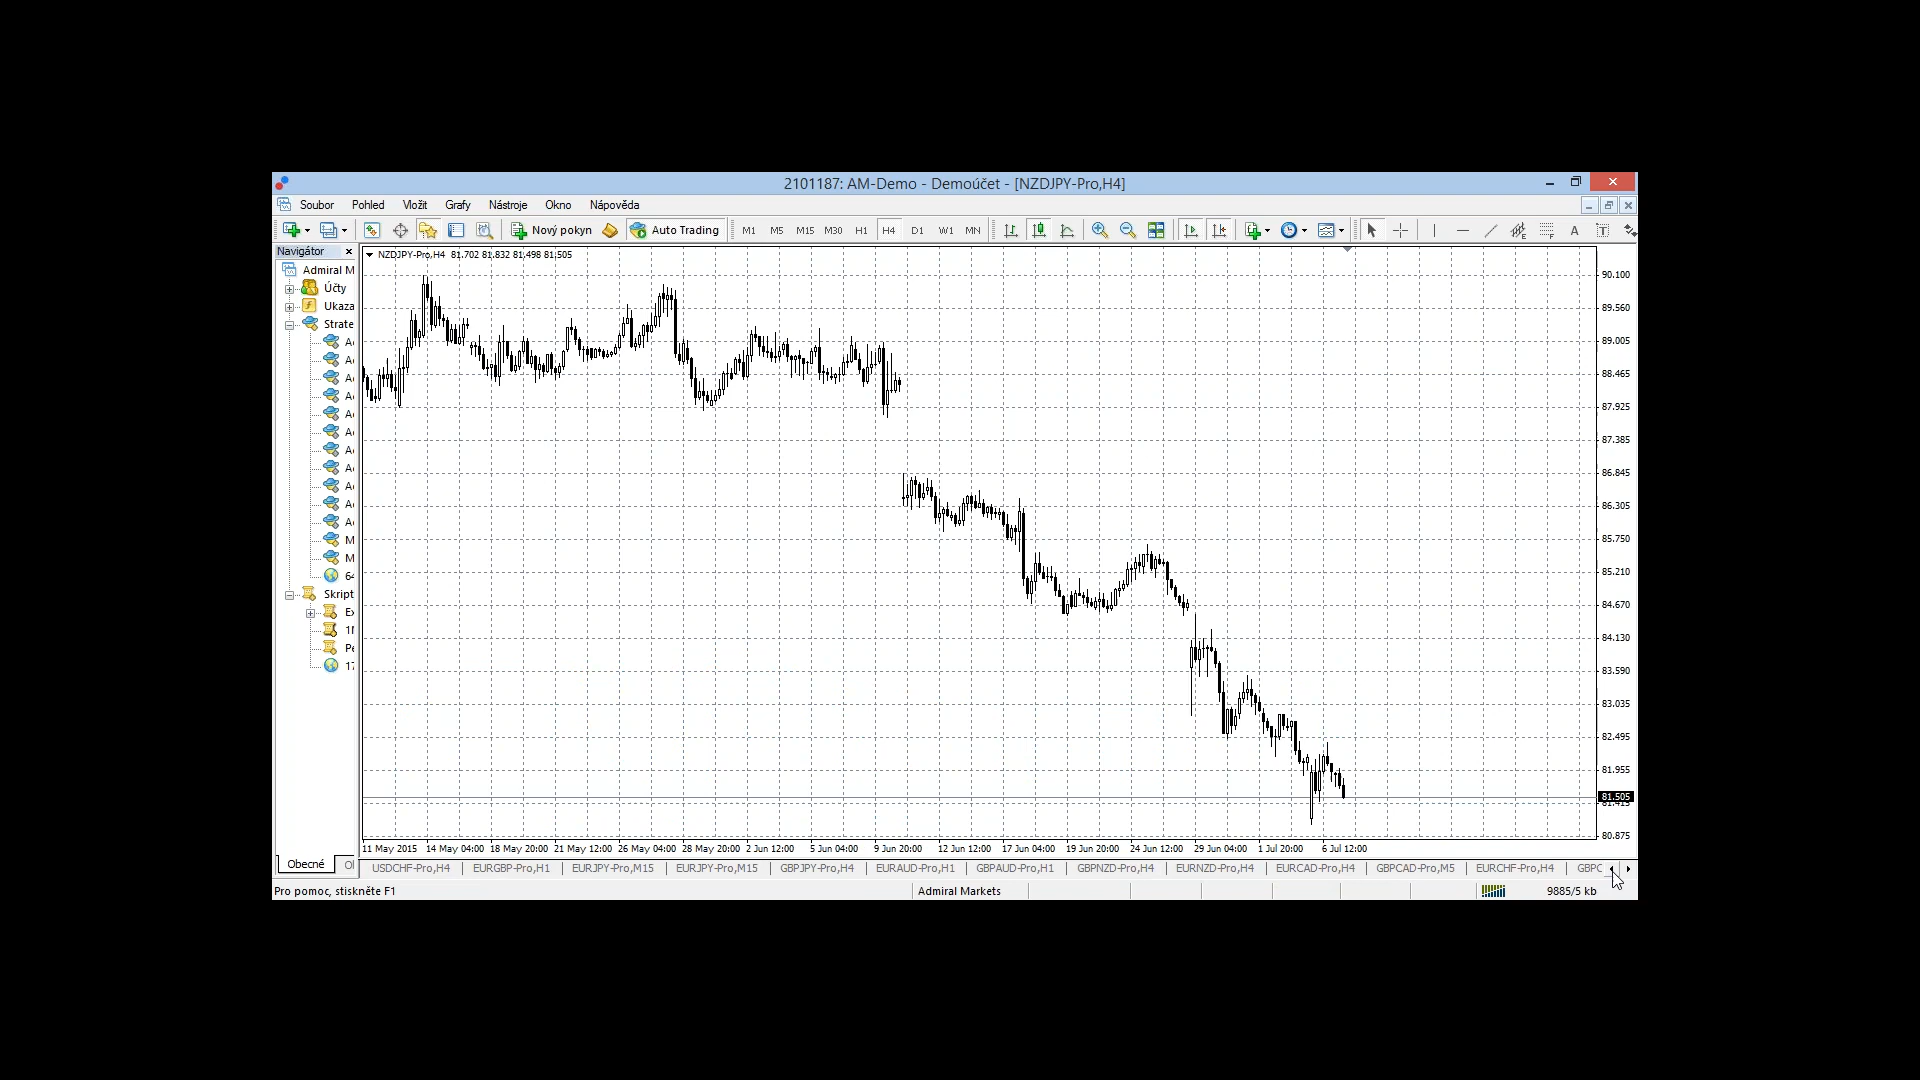 2101187: AM-Demo - Demoúčet - [NZDJPY-Pro,H4]
Soubor Pohled Vložit Grafy Nástroje Okno Nápověda
Nový pokyn Auto Trading M1 M5 M15 M30 H1 H4 D1 W1 MN
Navigátor
Admiral M
Účty
Ukaza
Strate
M
M
64
Skript
Ex
1M
Pe
17
Obecné
NZDJPY-Pro,H4 81.702 81.832 81.498 81.505
90.100
89.560
89.005
88.465
87.925
87.385
86.845
86.305
85.750
85.210
84.670
84.130
83.590
83.035
82.495
81.955
81.505
81.415
80.875
11 May 2015 14 May 04:00 18 May 20:00 21 May 12:00 26 May 04:00 28 May 20:00 2 Jun 12:00 5 Jun 04:00 9 Jun 20:00 12 Jun 12:00 17 Jun 04:00 19 Jun 20:00 24 Jun 12:00 29 Jun 04:00 1 Jul 20:00 6 Jul 12:00
USDCHF-Pro,H4 EURGBP-Pro,H1 EURJPY-Pro,M15 EURJPY-Pro,M15 GBPJPY-Pro,H4 EURAUD-Pro,H1 GBPAUD-Pro,H1 GBPNZD-Pro,H4 EURNZD-Pro,H4 EURCAD-Pro,H4 GBPCAD-Pro,M5 EURCHF-Pro,H4 GBPC
Pro pomoc, stiskněte F1 Admiral Markets 9885/5 kb